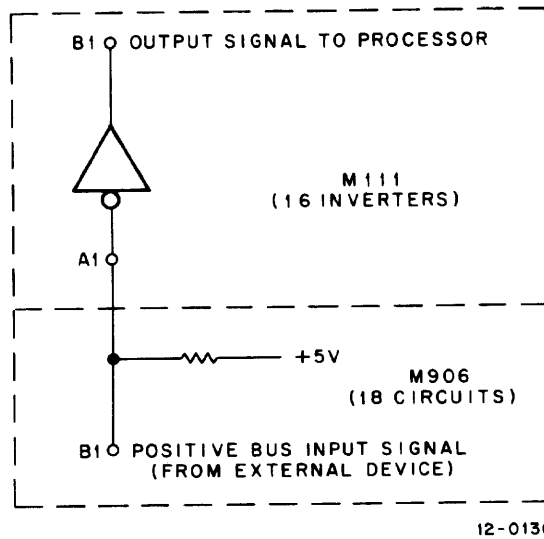 B1 OUTPUT SIGNAL TO PROCESSOR
M111
(16 INVERTERS)
A1
+5V
M906
(18 CIRCUITS)
B1 POSITIVE BUS INPUT SIGNAL
(FROM EXTERNAL DEVICE)